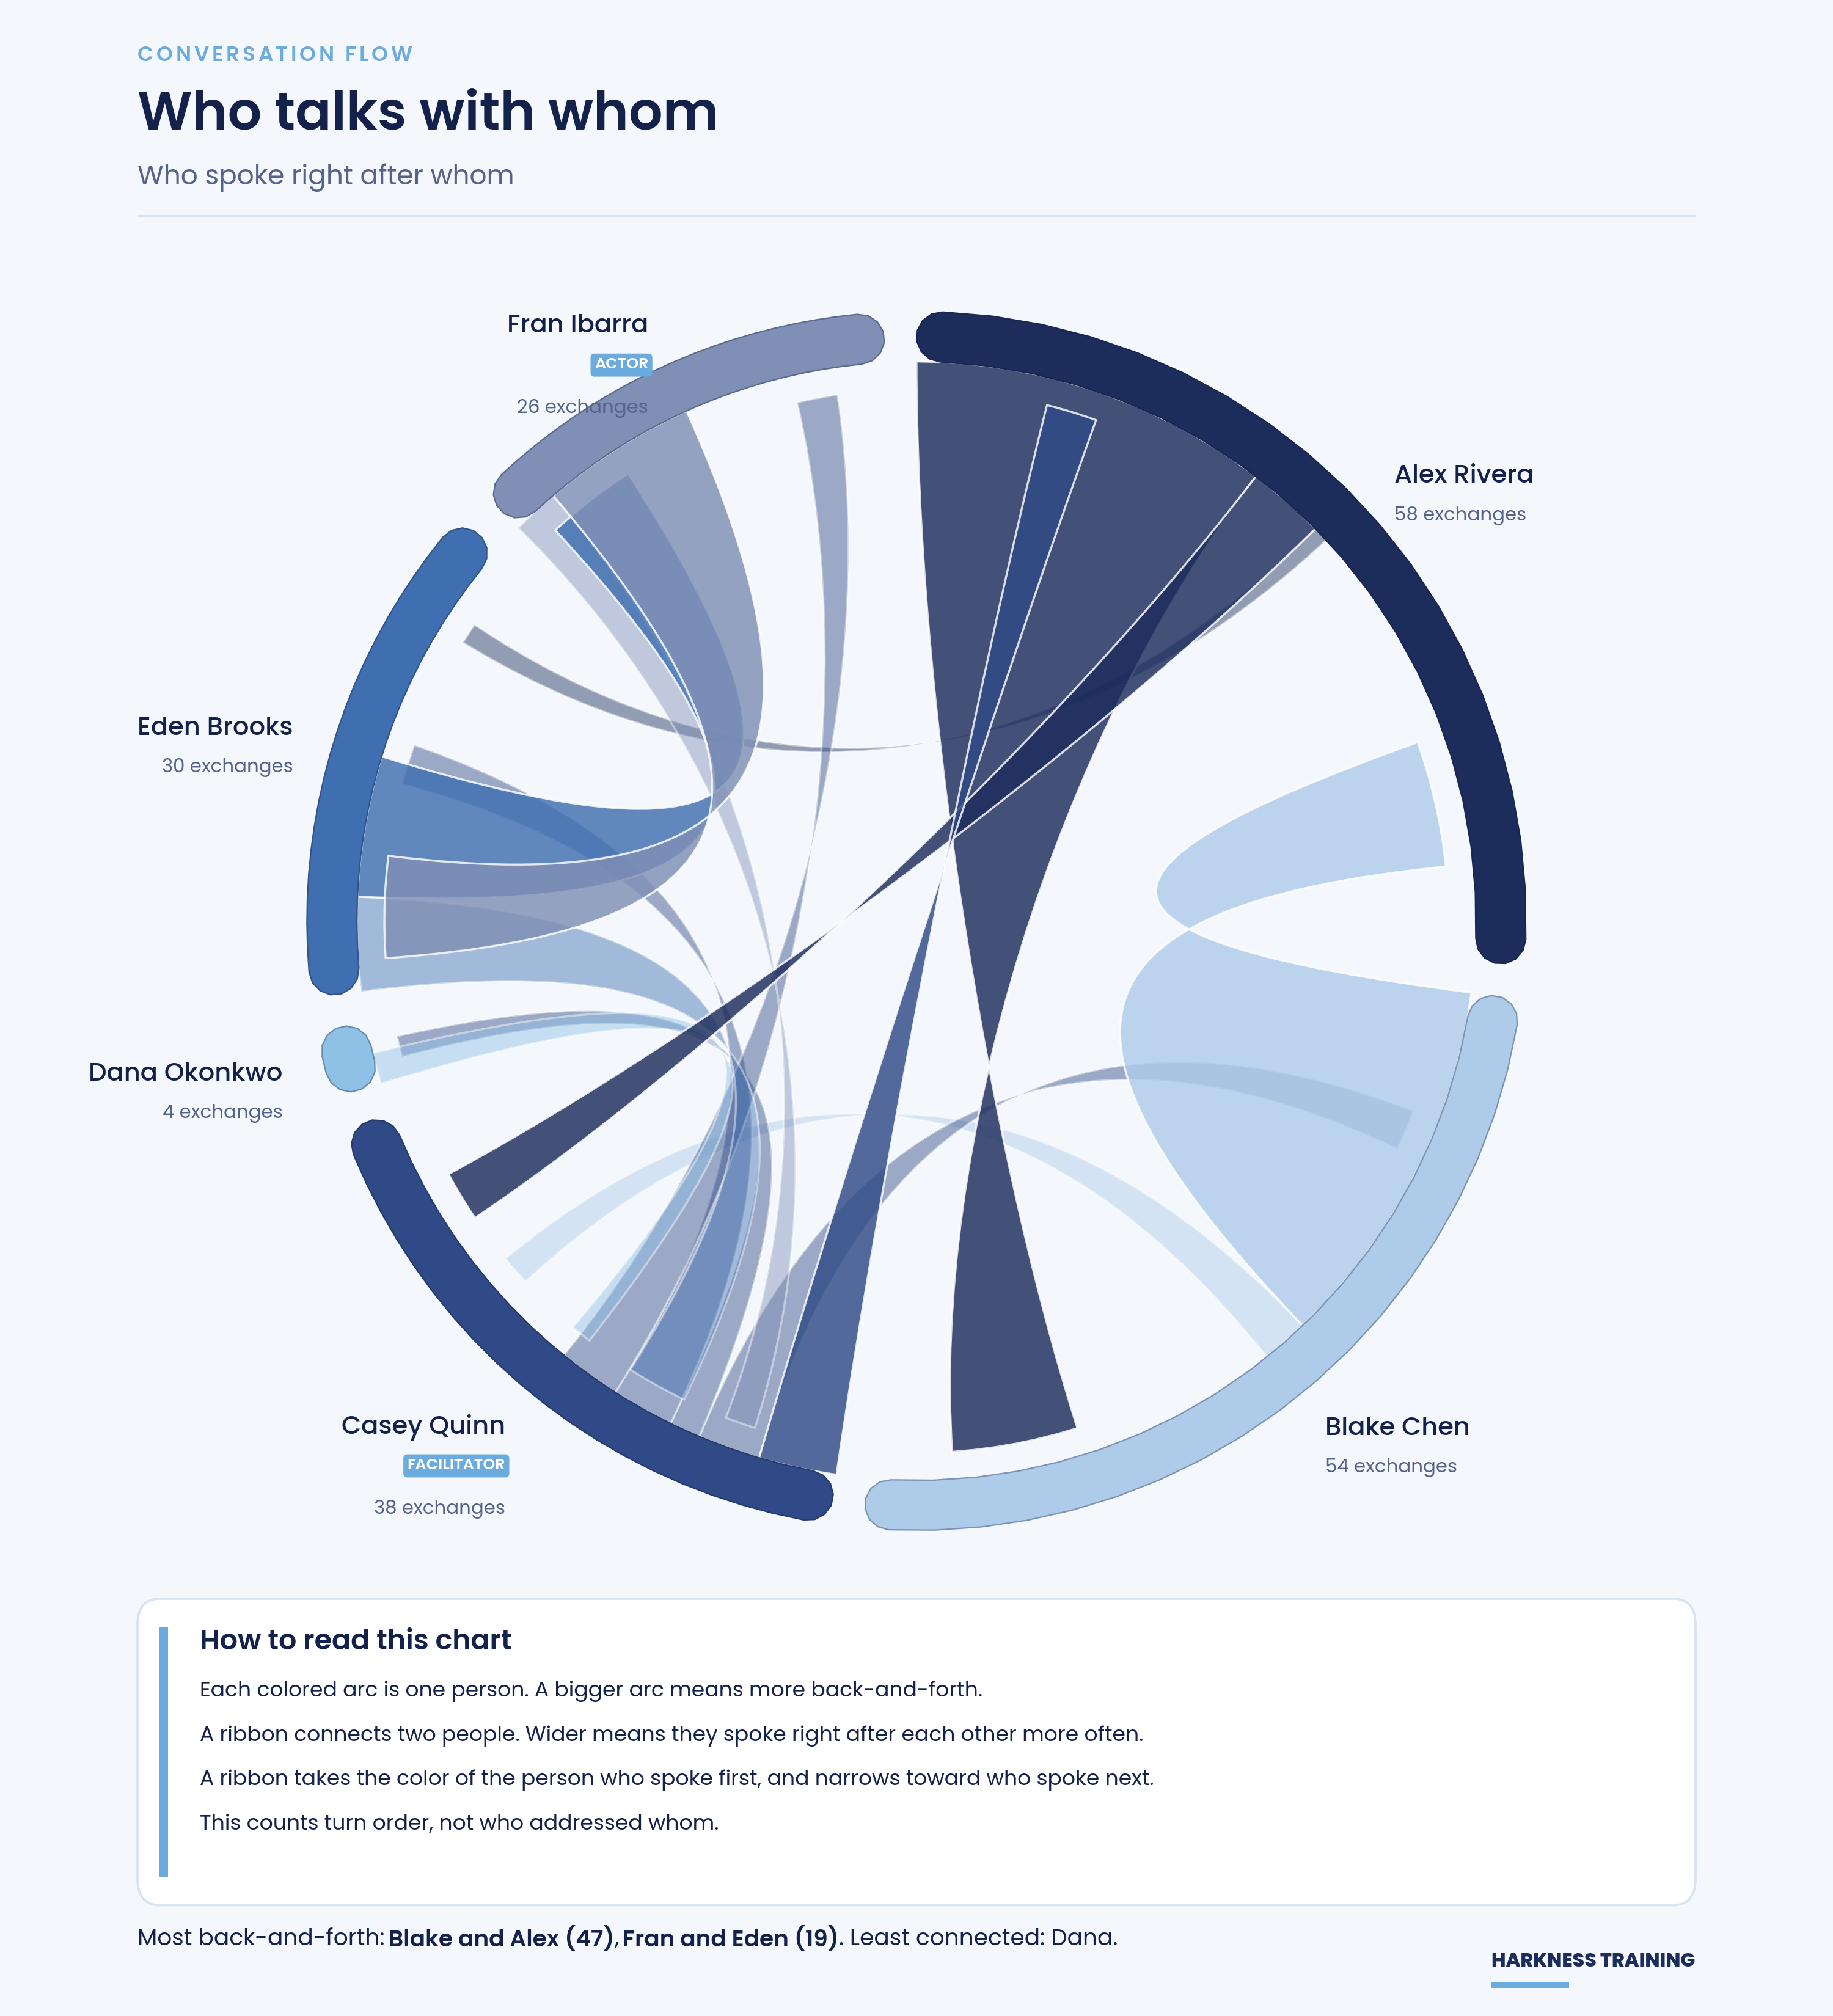 CONVERSATION FLOW
Who talks with whom
Who spoke right after whom
Fran Ibarra
ACTOR
26 exchanges
Alex Rivera
58 exchanges
Eden Brooks
30 exchanges
Dana Okonkwo
4 exchanges
Casey Quinn
FACILITATOR
38 exchanges
Blake Chen
54 exchanges
How to read this chart
Each colored arc is one person. A bigger arc means more back-and-forth.
A ribbon connects two people. Wider means they spoke right after each other more often.
A ribbon takes the color of the person who spoke first, and narrows toward who spoke next.
This counts turn order, not who addressed whom.
Most back-and-forth: Blake and Alex (47), Fran and Eden (19). Least connected: Dana.
HARKNESS TRAINING